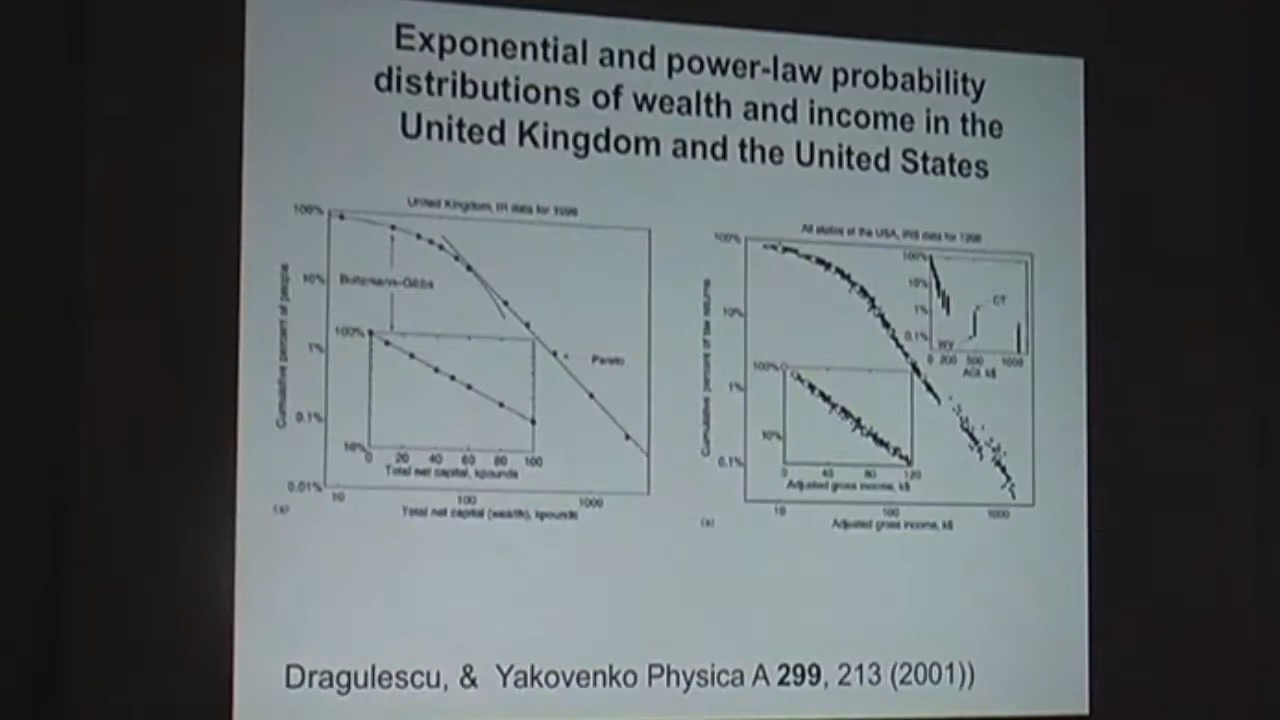 Exponential and power-law probability
distributions of wealth and income in the
United Kingdom and the United States
United Kingdom, IR data for 1996
100%
10%
1%
0.1%
0.01%
Cumulative percent of people
Boltzmann-Gibbs
Pareto
100%
10%
0 20 40 60 80 100
Total net capital, kpounds
10 100 1000
Total net capital (wealth), kpounds
(a)
All states of the USA, IRS data for 1998
100%
10%
1%
0.1%
Cumulative percent of tax returns
100%
10%
1%
0.1%
CT
WV
0 200 500 1000
AGI, k$
100%
10%
0 40 80 120
Adjusted gross income, k$
10 100 1000
Adjusted gross income, k$
(a)
Dragulescu, & Yakovenko Physica A 299, 213 (2001))